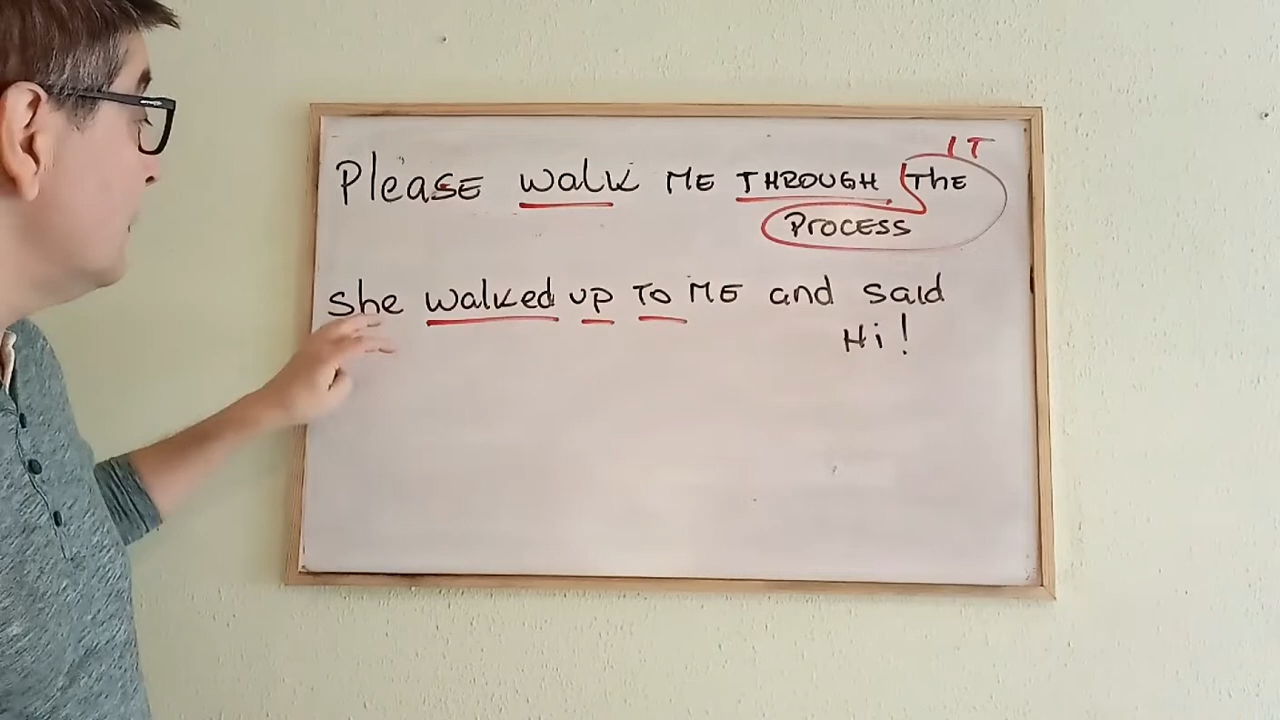 IT
Please walk ME THROUGH The
Process
She walked up To ME and said
Hi!